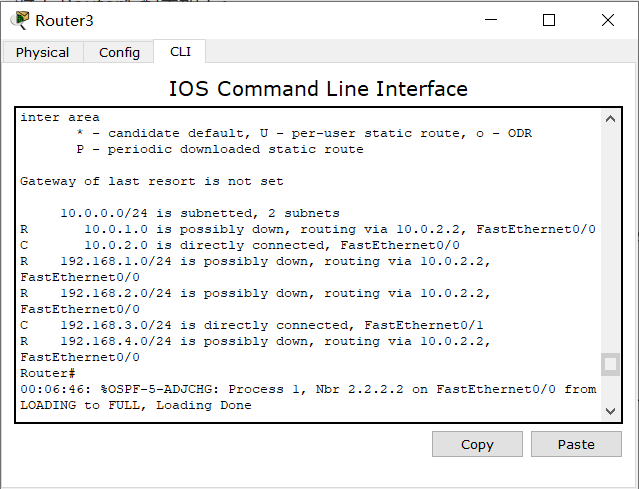 Router3
Physical
Config
CLI
IOS Command Line Interface
inter area
* - candidate default, U - per-user static route, o - ODR
P - periodic downloaded static route
Gateway of last resort is not set
10.0.0.0/24 is subnetted, 2 subnets
R 10.0.1.0 is possibly down, routing via 10.0.2.2, FastEthernet0/0
C 10.0.2.0 is directly connected, FastEthernet0/0
R 192.168.1.0/24 is possibly down, routing via 10.0.2.2,
FastEthernet0/0
R 192.168.2.0/24 is possibly down, routing via 10.0.2.2,
FastEthernet0/0
C 192.168.3.0/24 is directly connected, FastEthernet0/1
R 192.168.4.0/24 is possibly down, routing via 10.0.2.2,
FastEthernet0/0
Router#
00:06:46: %OSPF-5-ADJCHG: Process 1, Nbr 2.2.2.2 on FastEthernet0/0 from
LOADING to FULL, Loading Done
Copy
Paste